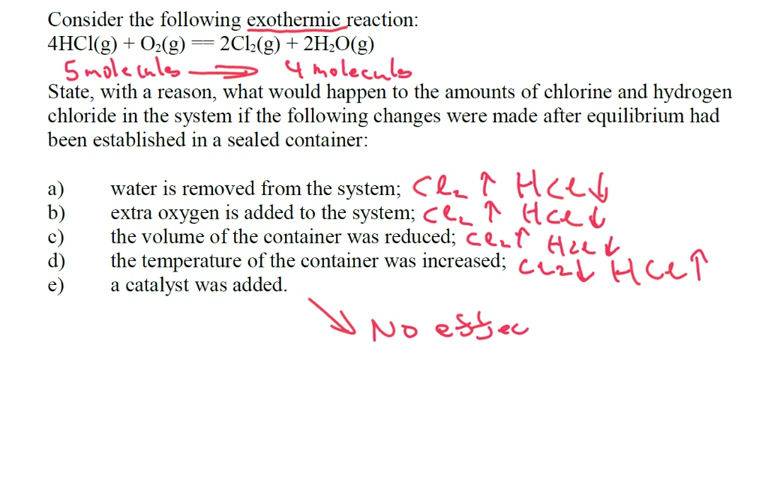 Consider the following exothermic reaction:
4HCl(g) + O₂(g) == 2Cl₂(g) + 2H₂O(g)
5 molecules → 4 molecules
State, with a reason, what would happen to the amounts of chlorine and hydrogen
chloride in the system if the following changes were made after equilibrium had
been established in a sealed container:
a) water is removed from the system; Cl₂ ↑ HCl ↓
b) extra oxygen is added to the system; Cl₂ ↑ HCl ↓
c) the volume of the container was reduced; Cl₂ ↑ HCl ↓
d) the temperature of the container was increased; Cl₂ ↓ HCl ↑
e) a catalyst was added.
↘ No effec